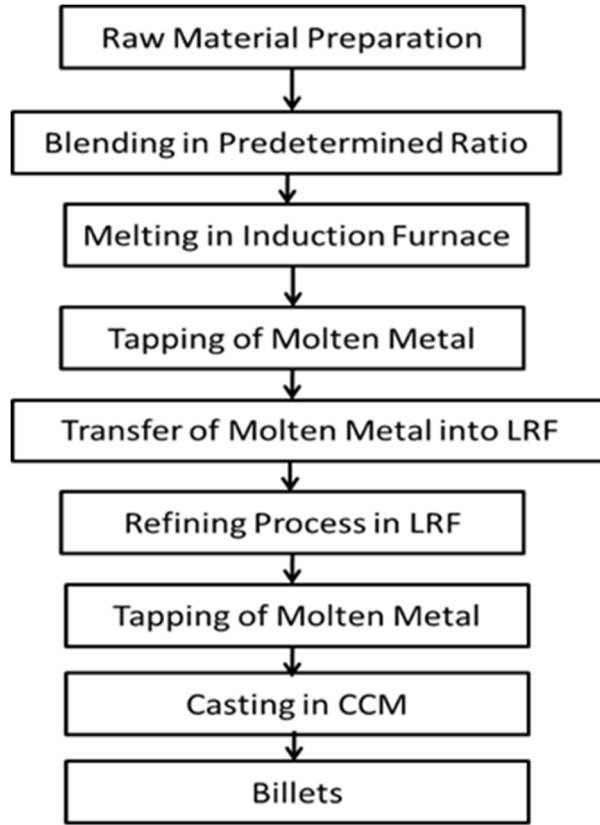 Raw Material Preparation
Blending in Predetermined Ratio
Melting in Induction Furnace
Tapping of Molten Metal
Transfer of Molten Metal into LRF
Refining Process in LRF
Tapping of Molten Metal
Casting in CCM
Billets